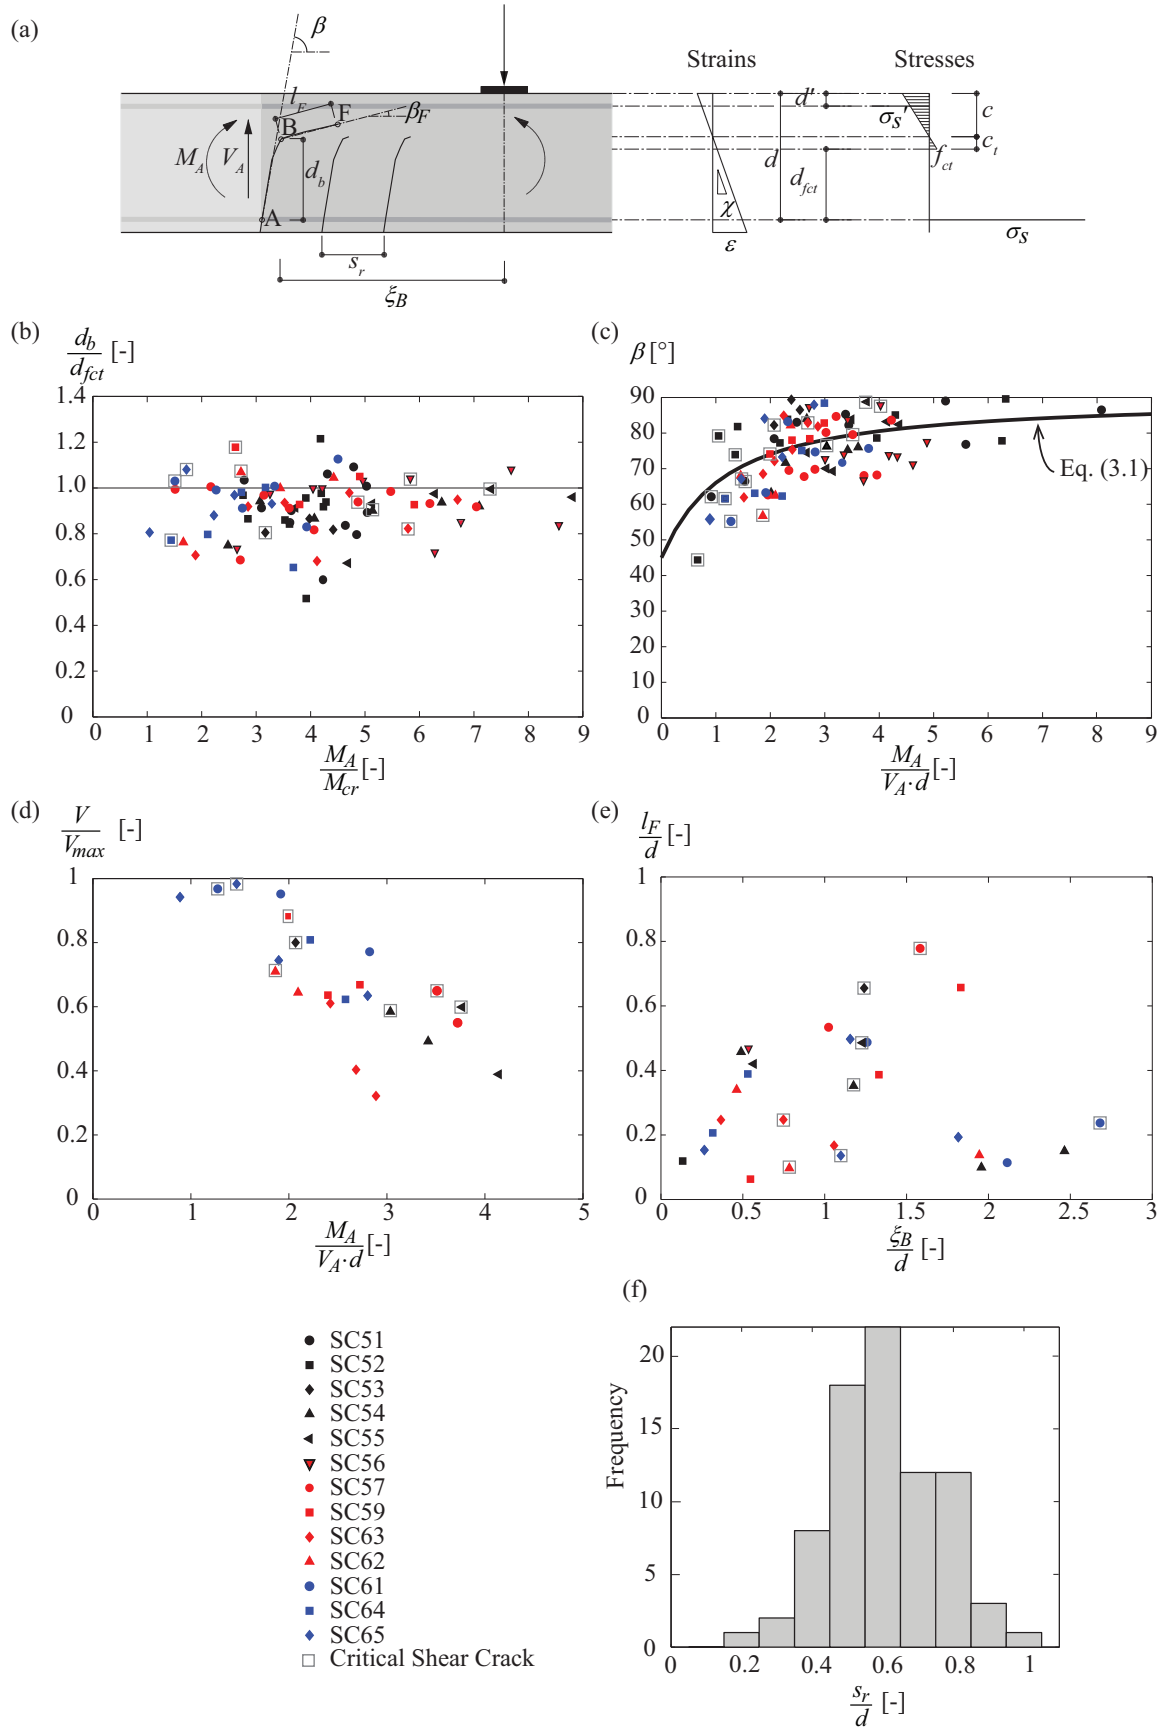 (a)
β
Strains
Stresses
l_F
B
F
β_F
M_A
V_A
d_b
A
s_r
ξ_B
d'
d
d_fct
χ
ε
σ_s'
c
c_t
f_ct
σ_s
(b)
d_b/d_fct [-]
1.4
1.2
1.0
0.8
0.6
0.4
0.2
0
0 1 2 3 4 5 6 7 8 9
M_A/M_cr [-]
(c)
β [°]
90
80
70
60
50
40
30
20
10
0
Eq. (3.1)
0 1 2 3 4 5 6 7 8 9
M_A/V_A·d [-]
(d)
V/V_max [-]
1
0.8
0.6
0.4
0.2
0
0 1 2 3 4 5
M_A/V_A·d [-]
(e)
l_F/d [-]
1
0.8
0.6
0.4
0.2
0
0 0.5 1 1.5 2 2.5 3
ξ_B/d [-]
SC51
SC52
SC53
SC54
SC55
SC56
SC57
SC59
SC63
SC62
SC61
SC64
SC65
Critical Shear Crack
(f)
Frequency
20
15
10
5
0
0 0.2 0.4 0.6 0.8 1
s_r/d [-]